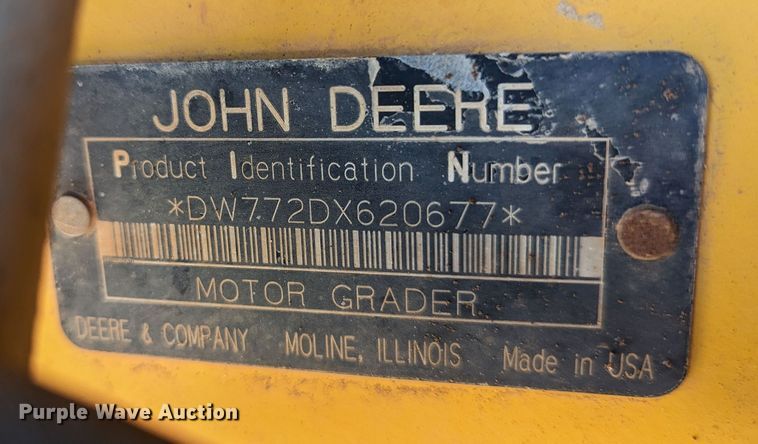 JOHN DEERE
Product Identification Number
*DW772DX620677*
MOTOR GRADER
DEERE & COMPANY MOLINE, ILLINOIS Made in USA
Purple Wave Auction